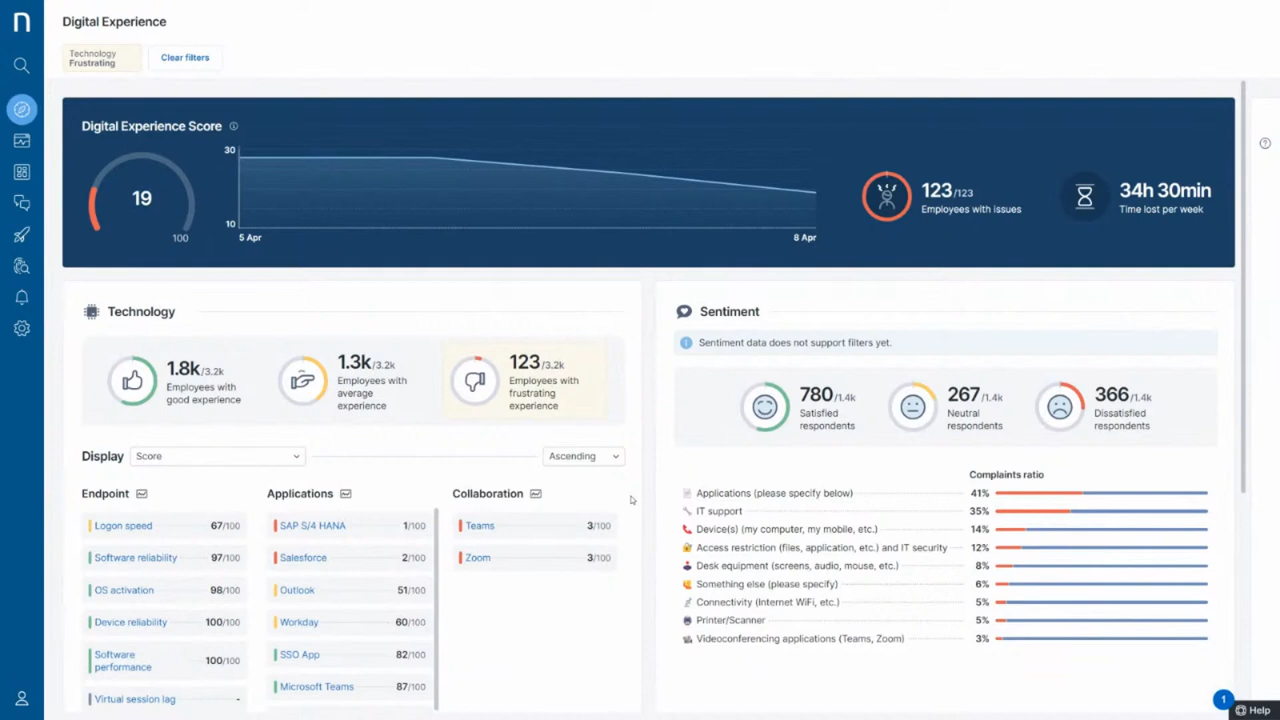 Digital Experience
Technology
Frustrating
Clear filters
Digital Experience Score
30
10
5 Apr
8 Apr
19
100
123/123
Employees with issues
34h 30min
Time lost per week
Technology
1.8k/3.2k
Employees with
good experience
1.3k/3.2k
Employees with
average
experience
123/3.2k
Employees with
frustrating
experience
Display
Score
Ascending
Endpoint
Logon speed 67/100
Software reliability 97/100
OS activation 98/100
Device reliability 100/100
Software
performance 100/100
Virtual session lag -
Applications
SAP S/4 HANA 1/100
Salesforce 2/100
Outlook 51/100
Workday 60/100
SSO App 82/100
Microsoft Teams 87/100
Collaboration
Teams 3/100
Zoom 3/100
Sentiment
Sentiment data does not support filters yet.
780/1.4k
Satisfied
respondents
267/1.4k
Neutral
respondents
366/1.4k
Dissatisfied
respondents
Complaints ratio
Applications (please specify below) 41%
IT support 35%
Device(s) (my computer, my mobile, etc.) 14%
Access restriction (files, application, etc.) and IT security 12%
Desk equipment (screens, audio, mouse, etc.) 8%
Something else (please specify) 6%
Connectivity (Internet WiFi, etc.) 5%
Printer/Scanner 5%
Videoconferencing applications (Teams, Zoom) 3%
1
Help